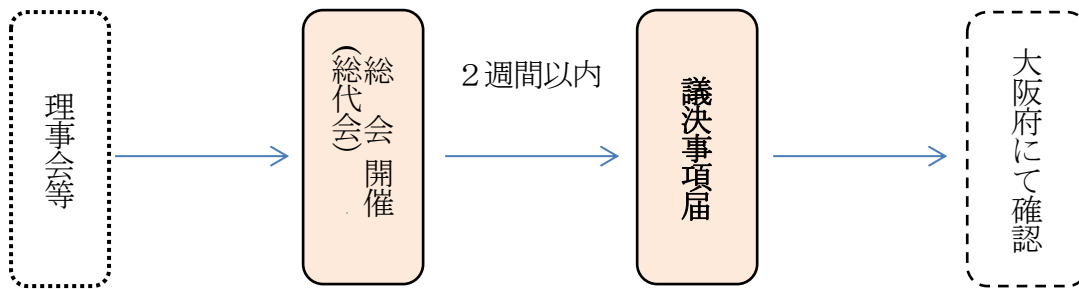 理事会等
総会開催
(総代会)
２週間以内
議決事項届
大阪府にて確認